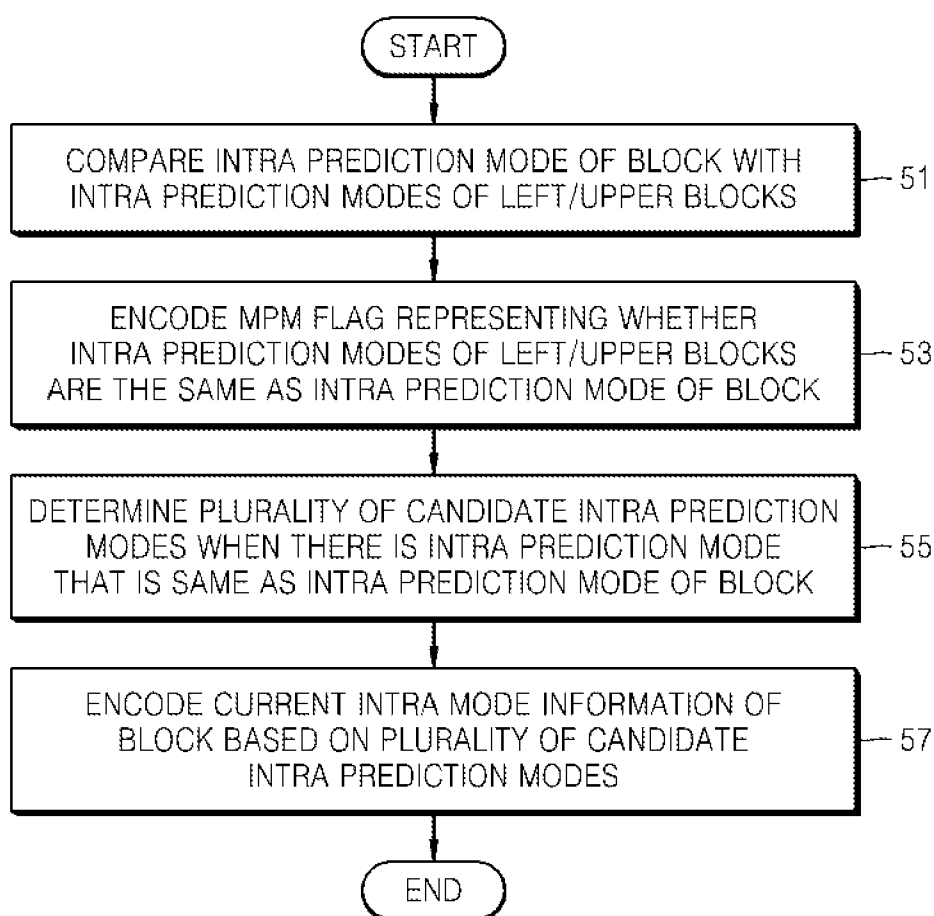 START
COMPARE INTRA PREDICTION MODE OF BLOCK WITH
INTRA PREDICTION MODES OF LEFT/UPPER BLOCKS
51
ENCODE MPM FLAG REPRESENTING WHETHER
INTRA PREDICTION MODES OF LEFT/UPPER BLOCKS
ARE THE SAME AS INTRA PREDICTION MODE OF BLOCK
53
DETERMINE PLURALITY OF CANDIDATE INTRA PREDICTION
MODES WHEN THERE IS INTRA PREDICTION MODE
THAT IS SAME AS INTRA PREDICTION MODE OF BLOCK
55
ENCODE CURRENT INTRA MODE INFORMATION OF
BLOCK BASED ON PLURALITY OF CANDIDATE
INTRA PREDICTION MODES
57
END